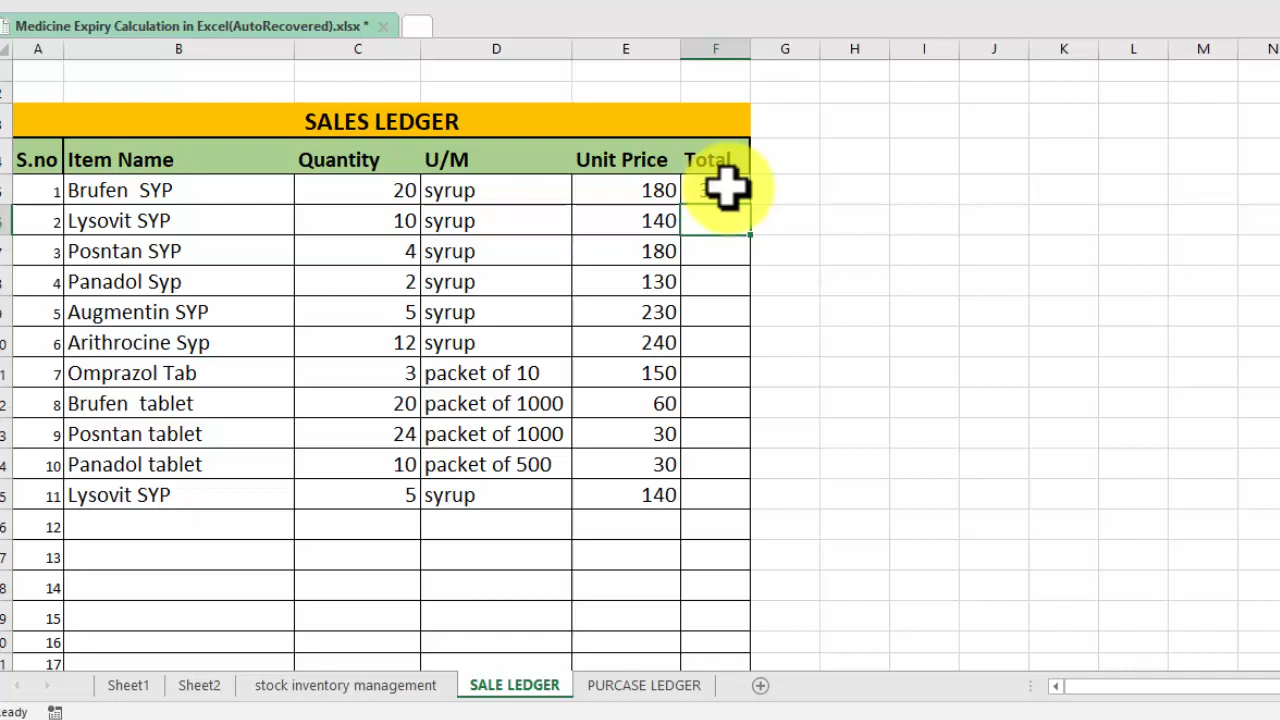 Medicine Expiry Calculation in Excel(AutoRecovered).xlsx *
A B C D E F G H I J K L M N
2
SALES LEDGER
S.no Item Name Quantity U/M Unit Price Total
1 Brufen  SYP 20 syrup 180
2 Lysovit SYP 10 syrup 140
3 Posntan SYP 4 syrup 180
4 Panadol Syp 2 syrup 130
5 Augmentin SYP 5 syrup 230
6 Arithrocine Syp 12 syrup 240
7 Omprazol Tab 3 packet of 10 150
8 Brufen  tablet 20 packet of 1000 60
9 Posntan tablet 24 packet of 1000 30
10 Panadol tablet 10 packet of 500 30
11 Lysovit SYP 5 syrup 140
12
13
14
15
16
17
Sheet1 Sheet2 stock inventory management SALE LEDGER PURCASE LEDGER
eady